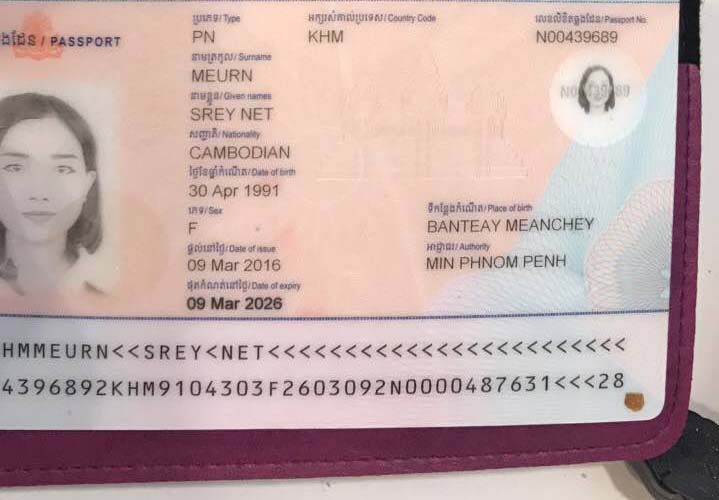 ងដែន / PASSPORT
ប្រភេទ/ Type
អក្សរសំគាល់ប្រទេស/ Country Code
លេខលិខិតឆ្លងដែន/ Passport No.
PN
KHM
N00439689
នាមត្រកូល/ Surname
MEURN
នាមខ្លួន/ Given names
SREY NET
សញ្ជាតិ/ Nationality
CAMBODIAN
ថ្ងៃខែឆ្នាំកំណើត/ Date of birth
30 Apr 1991
ភេទ/ Sex
ទីកន្លែងកំណើត/ Place of birth
F
BANTEAY MEANCHEY
ផ្តល់នៅថ្ងៃ/ Date of issue
អាជ្ញាធរ/ Authority
09 Mar 2016
MIN PHNOM PENH
ផុតកំណត់នៅថ្ងៃ/ Date of expiry
09 Mar 2026
HMMEURN<<SREY<NET<<<<<<<<<<<<<<<<<<<<<<<<
4396892KHM9104303F2603092N0000487631<<<28